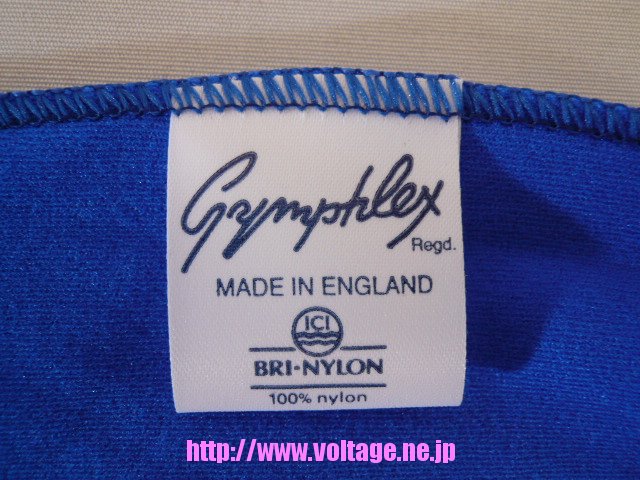 Gymphlex
Regd.
MADE IN ENGLAND
ICI
BRI-NYLON
100% nylon
http://www.voltage.ne.jp